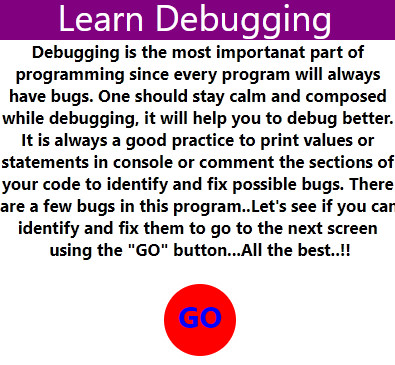 Learn Debugging
Debugging is the most importanat part of
programming since every program will always
have bugs. One should stay calm and composed
while debugging, it will help you to debug better.
It is always a good practice to print values or
statements in console or comment the sections of
your code to identify and fix possible bugs. There
are a few bugs in this program..Let's see if you can
identify and fix them to go to the next screen
using the "GO" button...All the best..!!
GO